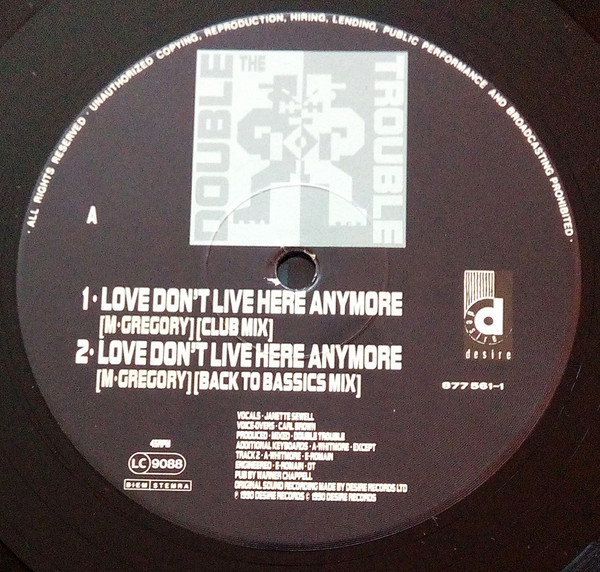 · ALL RIGHTS RESERVED · UNAUTHORIZED COPYING, REPRODUCTION, HIRING, LENDING, PUBLIC PERFORMANCE AND BROADCASTING PROHIBITED ·
THE
DOUBLE
TROUBLE
A
1· LOVE DON'T LIVE HERE ANYMORE
[M·GREGORY] [CLUB MIX]
2· LOVE DON'T LIVE HERE ANYMORE
[M·GREGORY] [BACK TO BASSICS MIX]
d
desire
desire
677 561-1
45RPM
LC 9088
BIEM STEMRA
VOCALS · JANETTE SEWELL
VOICE-OVERS · CARL BROWN
PRODUCED · MIXED · DOUBLE TROUBLE
ADDITIONAL KEYBOARDS · A·WHITMORE · EXCEPT
TRACK 2 · A·WHITMORE · E·ROMAIN
ENGINEERED · E·ROMAIN · DT
PUB BY WARNER CHAPPELL
ORIGINAL SOUND RECORDING MADE BY DESIRE RECORDS LTD
℗ 1990 DESIRE RECORDS © 1990 DESIRE RECORDS